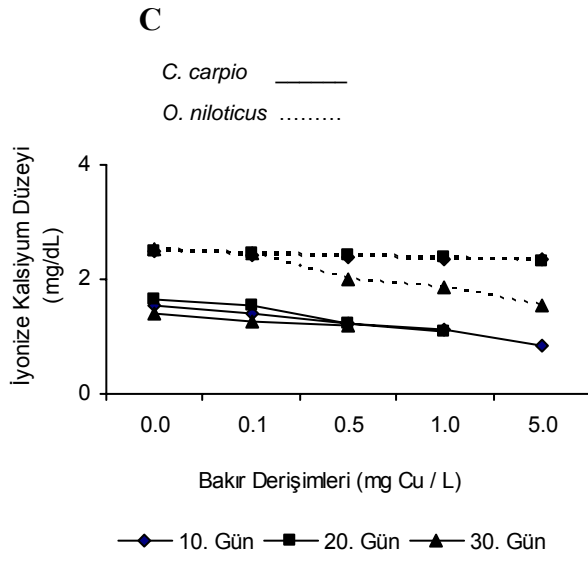 C
C. carpio ______
O. niloticus .........
İyonize Kalsiyum Düzeyi
(mg/dL)
4
2
0
0.0 0.1 0.5 1.0 5.0
Bakır Derişimleri (mg Cu / L)
10. Gün 20. Gün 30. Gün